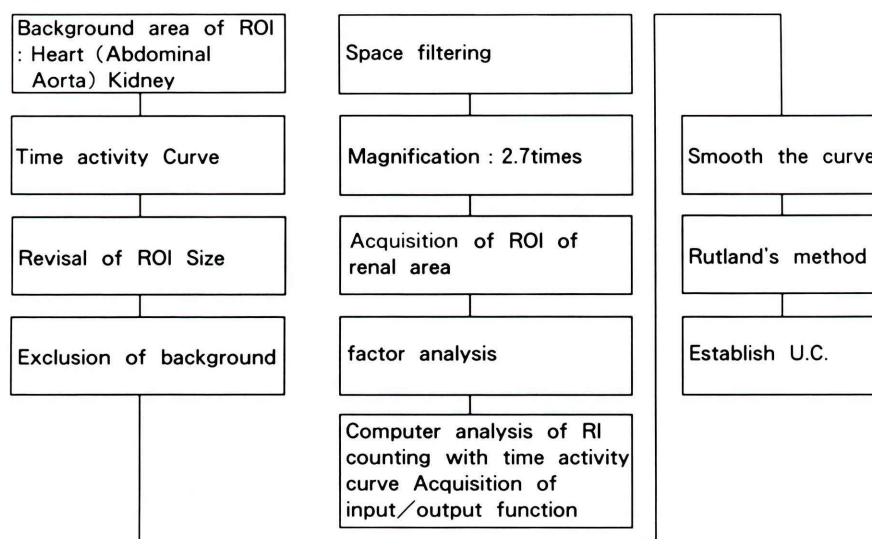 Background area of ROI
: Heart (Abdominal
Aorta) Kidney
Time activity Curve
Revisal of ROI Size
Exclusion of background
Space filtering
Magnification : 2.7times
Acquisition of ROI of
renal area
factor analysis
Computer analysis of RI
counting with time activity
curve Acquisition of
input/output function
Smooth the curve
Rutland's method
Establish U.C.